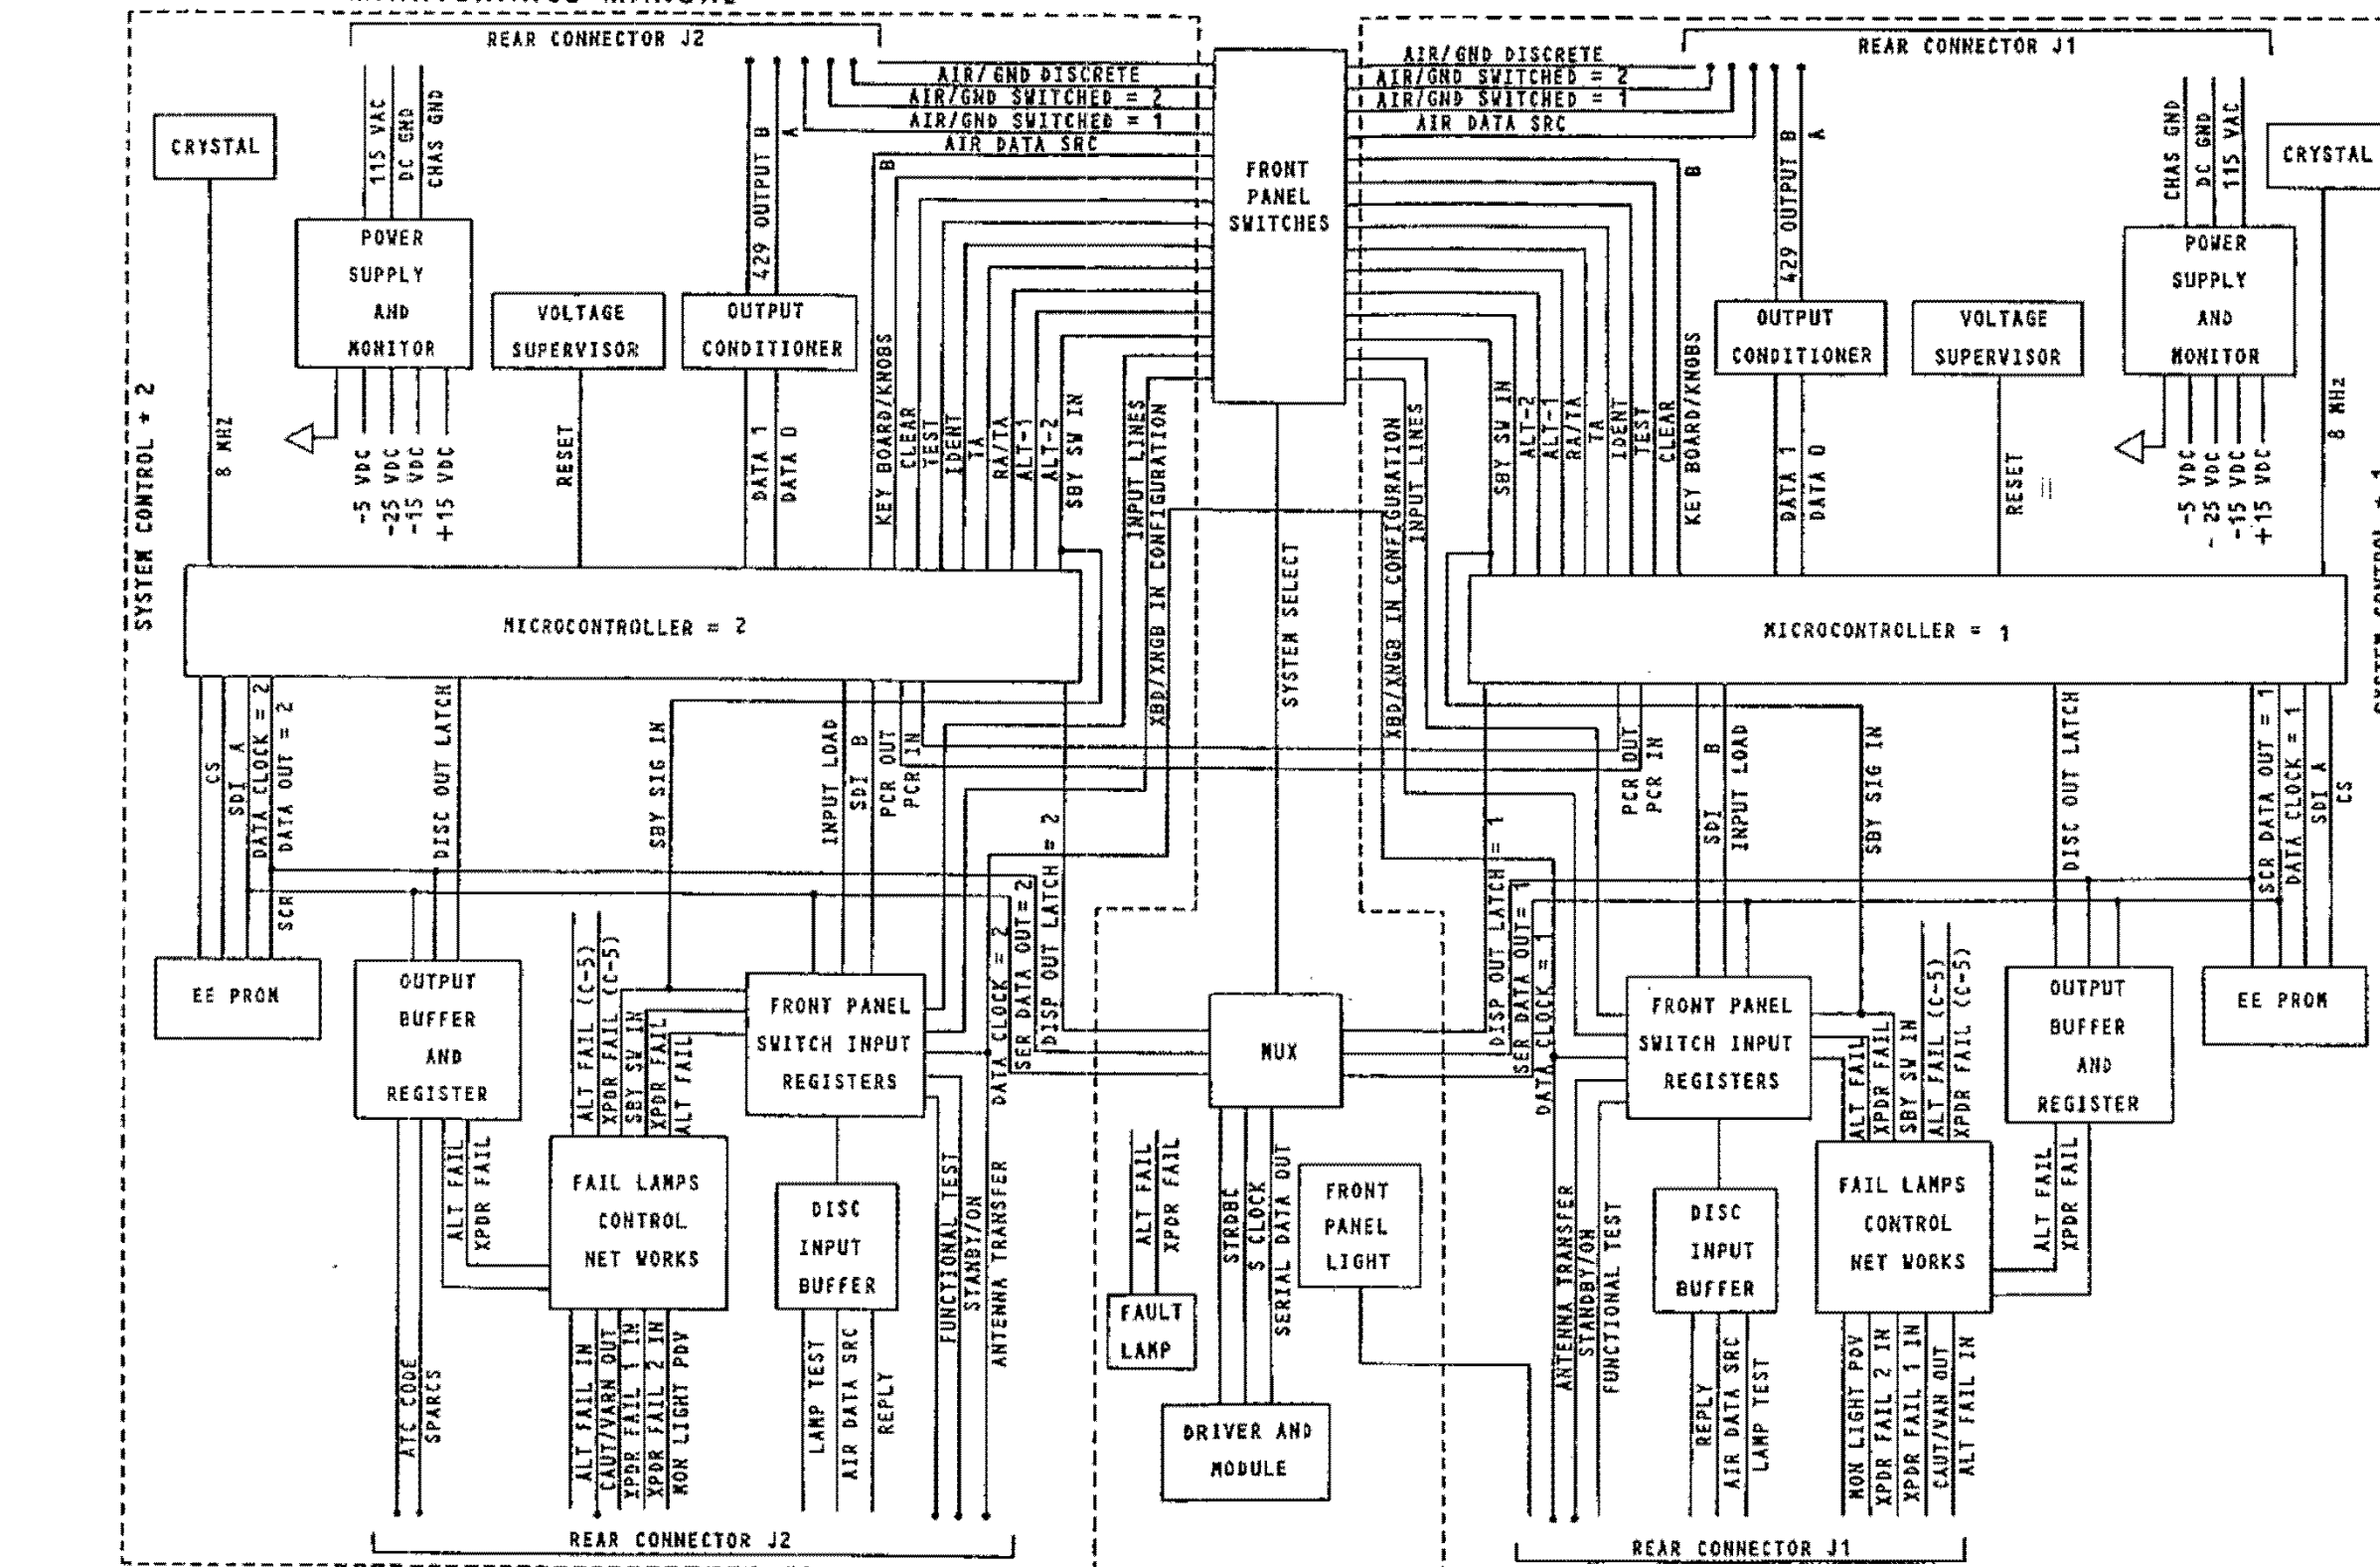 REAR CONNECTOR J2
REAR CONNECTOR J1
AIR/GND DISCRETE
AIR/GND SWITCHED = 2
AIR/GND SWITCHED = 1
AIR DATA SRC
AIR/GND DISCRETE
AIR/GND SWITCHED = 2
AIR/GND SWITCHED = 1
AIR DATA SRC
CRYSTAL
115 VAC
DC GND
CHAS GND
429 OUTPUT B
A
B
FRONT
PANEL
SWITCHES
B
429 OUTPUT B
A
CHAS GND
DC GND
115 VAC
CRYSTAL
POWER
SUPPLY
AND
MONITOR
VOLTAGE
SUPERVISOR
OUTPUT
CONDITIONER
OUTPUT
CONDITIONER
VOLTAGE
SUPERVISOR
POWER
SUPPLY
AND
MONITOR
SYSTEM CONTROL * 2
8 MHZ
-5 VDC
-25 VDC
-15 VDC
+15 VDC
RESET
DATA 1
DATA 0
KEY BOARD/KNOBS
CLEAR
TEST
IDENT
TA
RA/TA
ALT-1
ALT-2
SBY SW IN
INPUT LINES
XBD/XNGB IN CONFIGURATION
SYSTEM SELECT
XBD/XNGB IN CONFIGURATION
INPUT LINES
SBY SW IN
ALT-2
ALT-1
RA/TA
TA
IDENT
TEST
CLEAR
KEY BOARD/KNOBS
DATA 1
DATA 0
RESET
-5 VDC
-25 VDC
-15 VDC
+15 VDC
8 MHz
MICROCONTROLLER = 2
MICROCONTROLLER = 1
CS
SDI A
DATA CLOCK = 2
SCR DATA OUT = 2
DISC OUT LATCH
SBY SIG IN
INPUT LOAD
SDI B
PCR OUT
PCR IN
DATA CLOCK = 2
SER DATA OUT = 2
DISP OUT LATCH = 2
DISP OUT LATCH = 1
SER DATA OUT = 1
DATA CLOCK = 1
PCR OUT
PCR IN
SDI B
INPUT LOAD
SBY SIG IN
DISC OUT LATCH
SCR DATA OUT = 1
DATA CLOCK = 1
SDI A
CS
EE PROM
OUTPUT
BUFFER
AND
REGISTER
ALT FAIL (C-5)
XPDR FAIL (C-5)
SBY SW IN
XPDR FAIL
ALT FAIL
FRONT PANEL
SWITCH INPUT
REGISTERS
MUX
FRONT PANEL
SWITCH INPUT
REGISTERS
ALT FAIL
XPDR FAIL
SBY SW IN
ALT FAIL (C-5)
XPDR FAIL (C-5)
OUTPUT
BUFFER
AND
REGISTER
EE PROM
ALT FAIL
XPDR FAIL
FAIL LAMPS
CONTROL
NET WORKS
DISC
INPUT
BUFFER
FUNCTIONAL TEST
STANBY/ON
ANTENNA TRANSFER
ALT FAIL
XPDR FAIL
STRDBC
S CLOCK
SERIAL DATA OUT
FRONT
PANEL
LIGHT
ANTENNA TRANSFER
STANDBY/ON
FUNCTIONAL TEST
DISC
INPUT
BUFFER
FAIL LAMPS
CONTROL
NET WORKS
ALT FAIL
XPDR FAIL
FAULT
LAMP
ATC CODE
SPARCS
ALT FAIL IN
CAUT/WARN OUT
XPDR FAIL 1 IN
XPDR FAIL 2 IN
MON LIGHT PDV
LAMP TEST
AIR DATA SRC
REPLY
DRIVER AND
MODULE
REPLY
AIR DATA SRC
LAMP TEST
MON LIGHT PDV
XPDR FAIL 2 IN
XPDR FAIL 1 IN
CAUT/VAN OUT
ALT FAIL IN
REAR CONNECTOR J2
REAR CONNECTOR J1